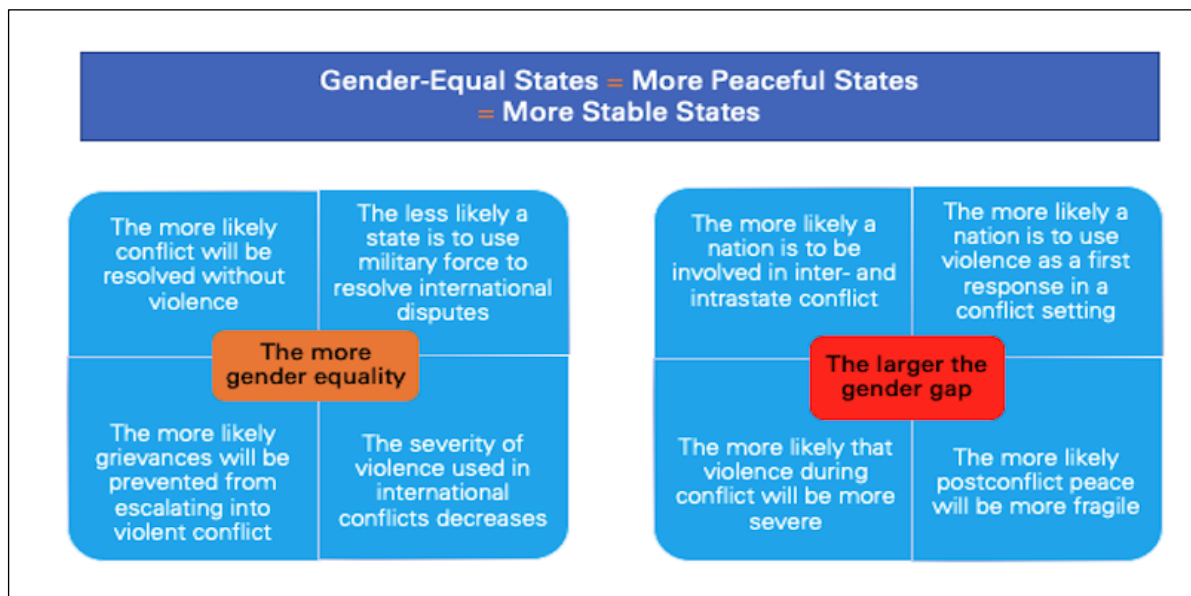 Gender-Equal States = More Peaceful States
= More Stable States
The more likely
conflict will be
resolved without
violence
The less likely a
state is to use
military force to
resolve international
disputes
The more
gender equality
The more likely
grievances will be
prevented from
escalating into
violent conflict
The severity of
violence used in
international
conflicts decreases
The more likely
a nation is to be
involved in inter- and
intrastate conflict
The more likely a
nation is to use
violence as a first
response in a
conflict setting
The larger the
gender gap
The more likely that
violence during
conflict will be more
severe
The more likely
postconflict peace
will be more fragile